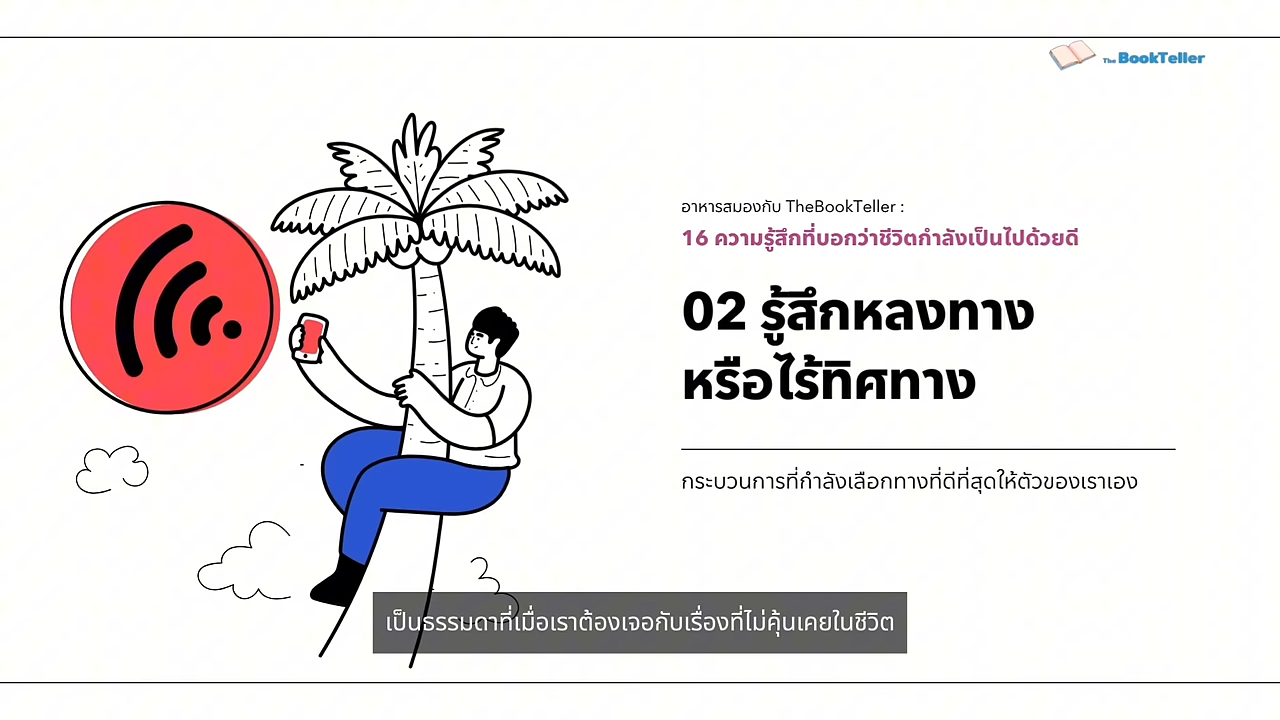 The BookTeller
อาหารสมองกับ TheBookTeller :
16 ความรู้สึกที่บอกว่าชีวิตกำลังเป็นไปด้วยดี
02 รู้สึกหลงทาง
หรือไร้ทิศทาง
กระบวนการที่กำลังเลือกทางที่ดีที่สุดให้ตัวของเราเอง
เป็นธรรมดาที่เมื่อเราต้องเจอกับเรื่องที่ไม่คุ้นเคยในชีวิต